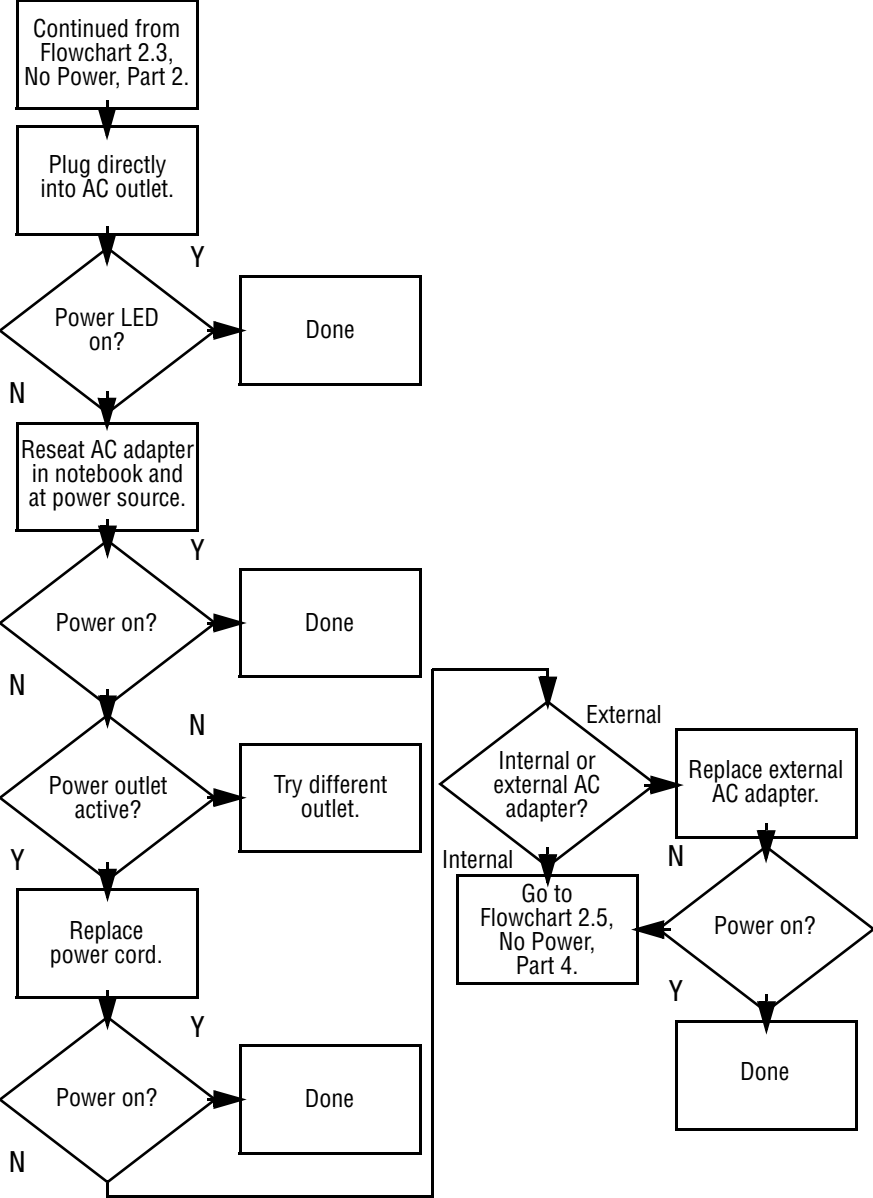 Continued from
Flowchart 2.3,
No Power, Part 2.
Plug directly
into AC outlet.
Y
Power LED
on?
Done
N
Reseat AC adapter
in notebook and
at power source.
Y
Power on?
Done
N
N
Power outlet
active?
Try different
outlet.
Y
Replace
power cord.
Y
Power on?
Done
N
External
Internal or
external AC
adapter?
Replace external
AC adapter.
Internal
N
Go to
Flowchart 2.5,
No Power,
Part 4.
Power on?
Y
Done